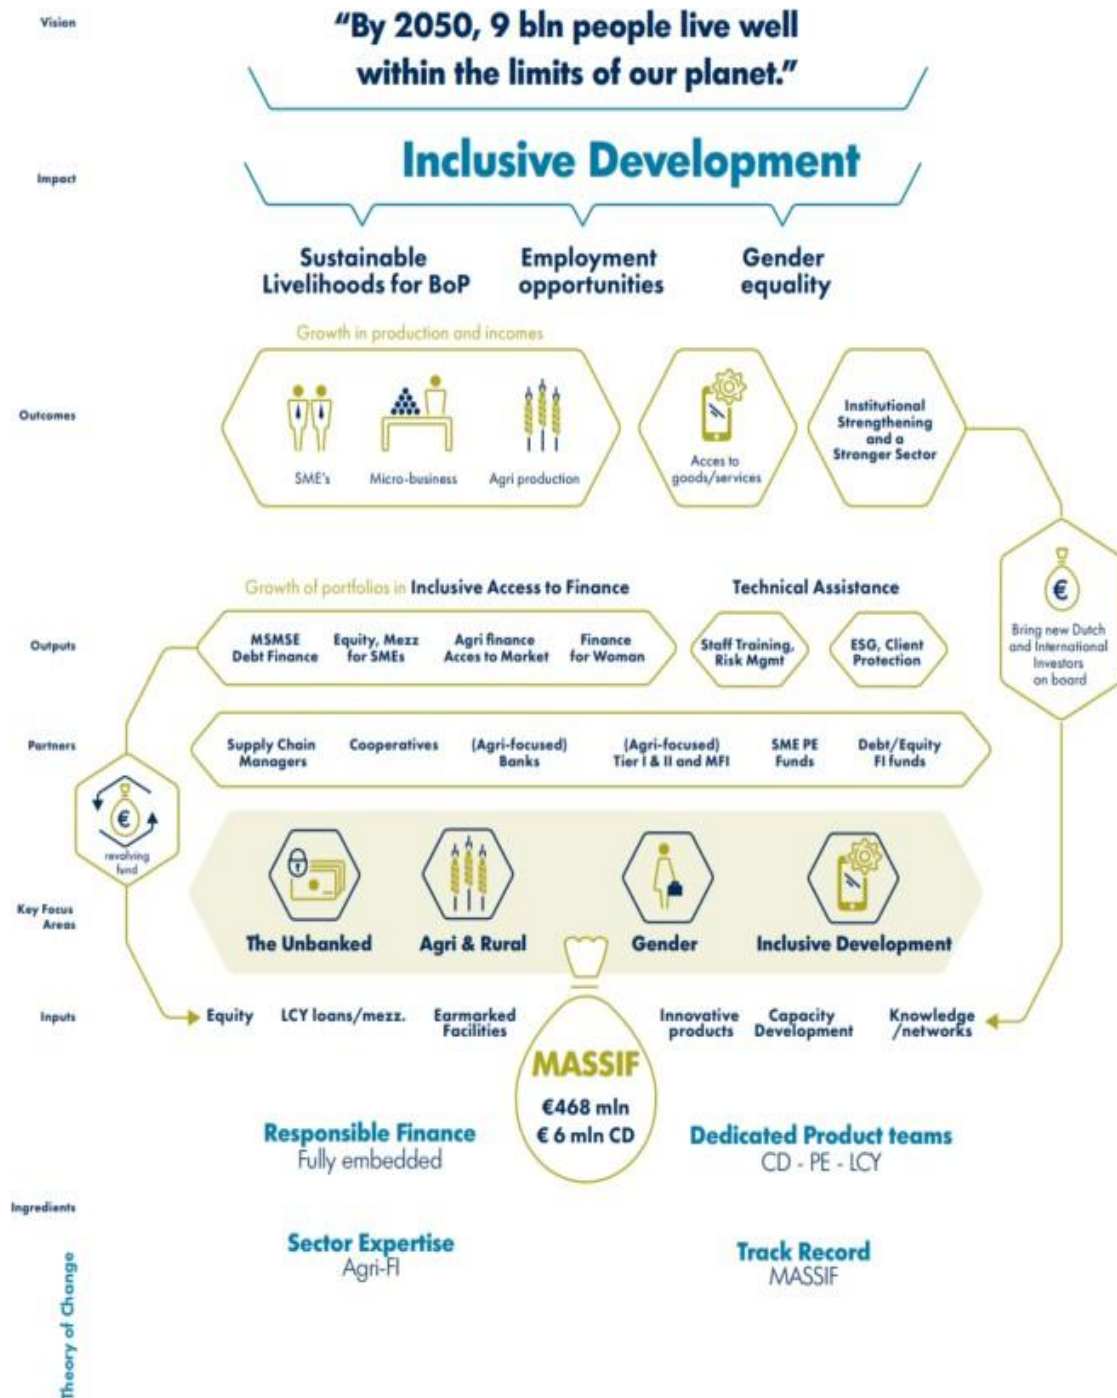 Vision
“By 2050, 9 bln people live well
within the limits of our planet.”
Impact
Inclusive Development
Sustainable
Livelihoods for BoP
Employment
opportunities
Gender
equality
Growth in production and incomes
Outcomes
SME's
Micro-business
Agri production
Acces to
goods/services
Institutional
Strengthening
and a
Stronger Sector
€
Bring new Dutch
and International
Investors
on board
Growth of portfolios in Inclusive Access to Finance
Technical Assistance
Outputs
MSMSE
Debt Finance
Equity, Mezz
for SMEs
Agri finance
Acces to Market
Finance
for Woman
Staff Training,
Risk Mgmt
ESG, Client
Protection
Partners
Supply Chain
Managers
Cooperatives
(Agri-focused)
Banks
(Agri-focused)
Tier I & II and MFI
SME PE
Funds
Debt/Equity
FI funds
€
revolving
fund
Key Focus
Areas
The Unbanked
Agri & Rural
Gender
Inclusive Development
Inputs
Equity
LCY loans/mezz.
Earmarked
Facilities
Innovative
products
Capacity
Development
Knowledge
/networks
MASSIF
€468 mln
€ 6 mln CD
Responsible Finance
Fully embedded
Dedicated Product teams
CD - PE - LCY
Ingredients
Sector Expertise
Agri-FI
Track Record
MASSIF
Theory of Change